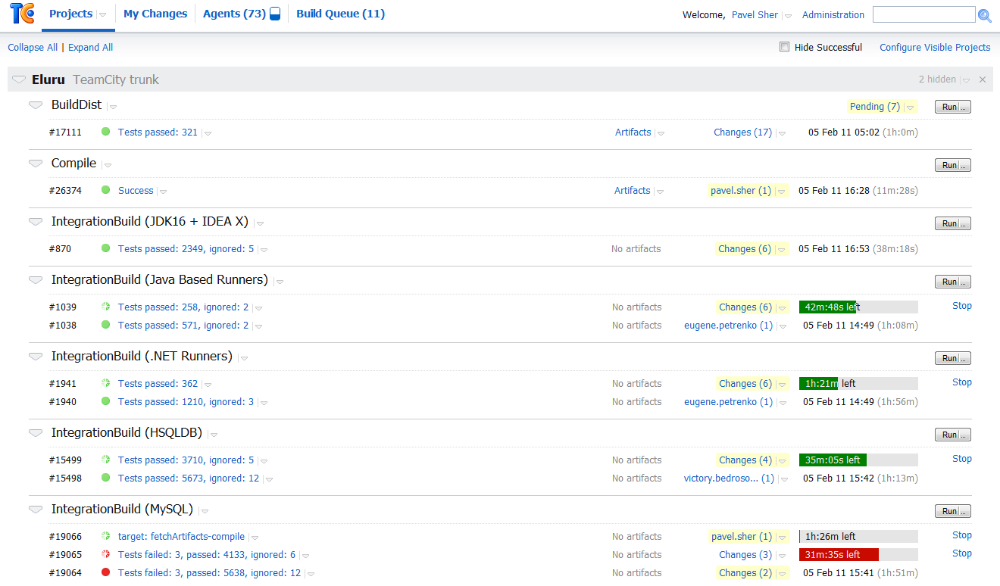 TC Projects My Changes Agents (73) Build Queue (11) Welcome, Pavel Sher Administration
Collapse All | Expand All Hide Successful Configure Visible Projects
Eluru TeamCity trunk 2 hidden
BuildDist Pending (7) Run ...
#17111 Tests passed: 321 Artifacts Changes (17) 05 Feb 11 05:02 (1h:0m)
Compile Run ...
#26374 Success Artifacts pavel.sher (1) 05 Feb 11 16:28 (11m:28s)
IntegrationBuild (JDK16 + IDEA X) Run ...
#870 Tests passed: 2349, ignored: 5 No artifacts Changes (6) 05 Feb 11 16:53 (38m:18s)
IntegrationBuild (Java Based Runners) Run ...
#1039 Tests passed: 258, ignored: 2 No artifacts Changes (6) 42m:48s left Stop
#1038 Tests passed: 571, ignored: 2 No artifacts eugene.petrenko (1) 05 Feb 11 14:49 (1h:08m)
IntegrationBuild (.NET Runners) Run ...
#1941 Tests passed: 362 No artifacts Changes (6) 1h:21m left Stop
#1940 Tests passed: 1210, ignored: 3 No artifacts eugene.petrenko (1) 05 Feb 11 14:49 (1h:56m)
IntegrationBuild (HSQLDB) Run ...
#15499 Tests passed: 3710, ignored: 5 No artifacts Changes (4) 35m:05s left Stop
#15498 Tests passed: 5673, ignored: 12 No artifacts victory.bedroso... (1) 05 Feb 11 15:42 (1h:13m)
IntegrationBuild (MySQL) Run ...
#19066 target: fetchArtifacts-compile No artifacts pavel.sher (1) 1h:26m left Stop
#19065 Tests failed: 3, passed: 4133, ignored: 6 No artifacts Changes (3) 31m:35s left Stop
#19064 Tests failed: 3, passed: 5638, ignored: 12 No artifacts Changes (2) 05 Feb 11 15:41 (1h:51m)